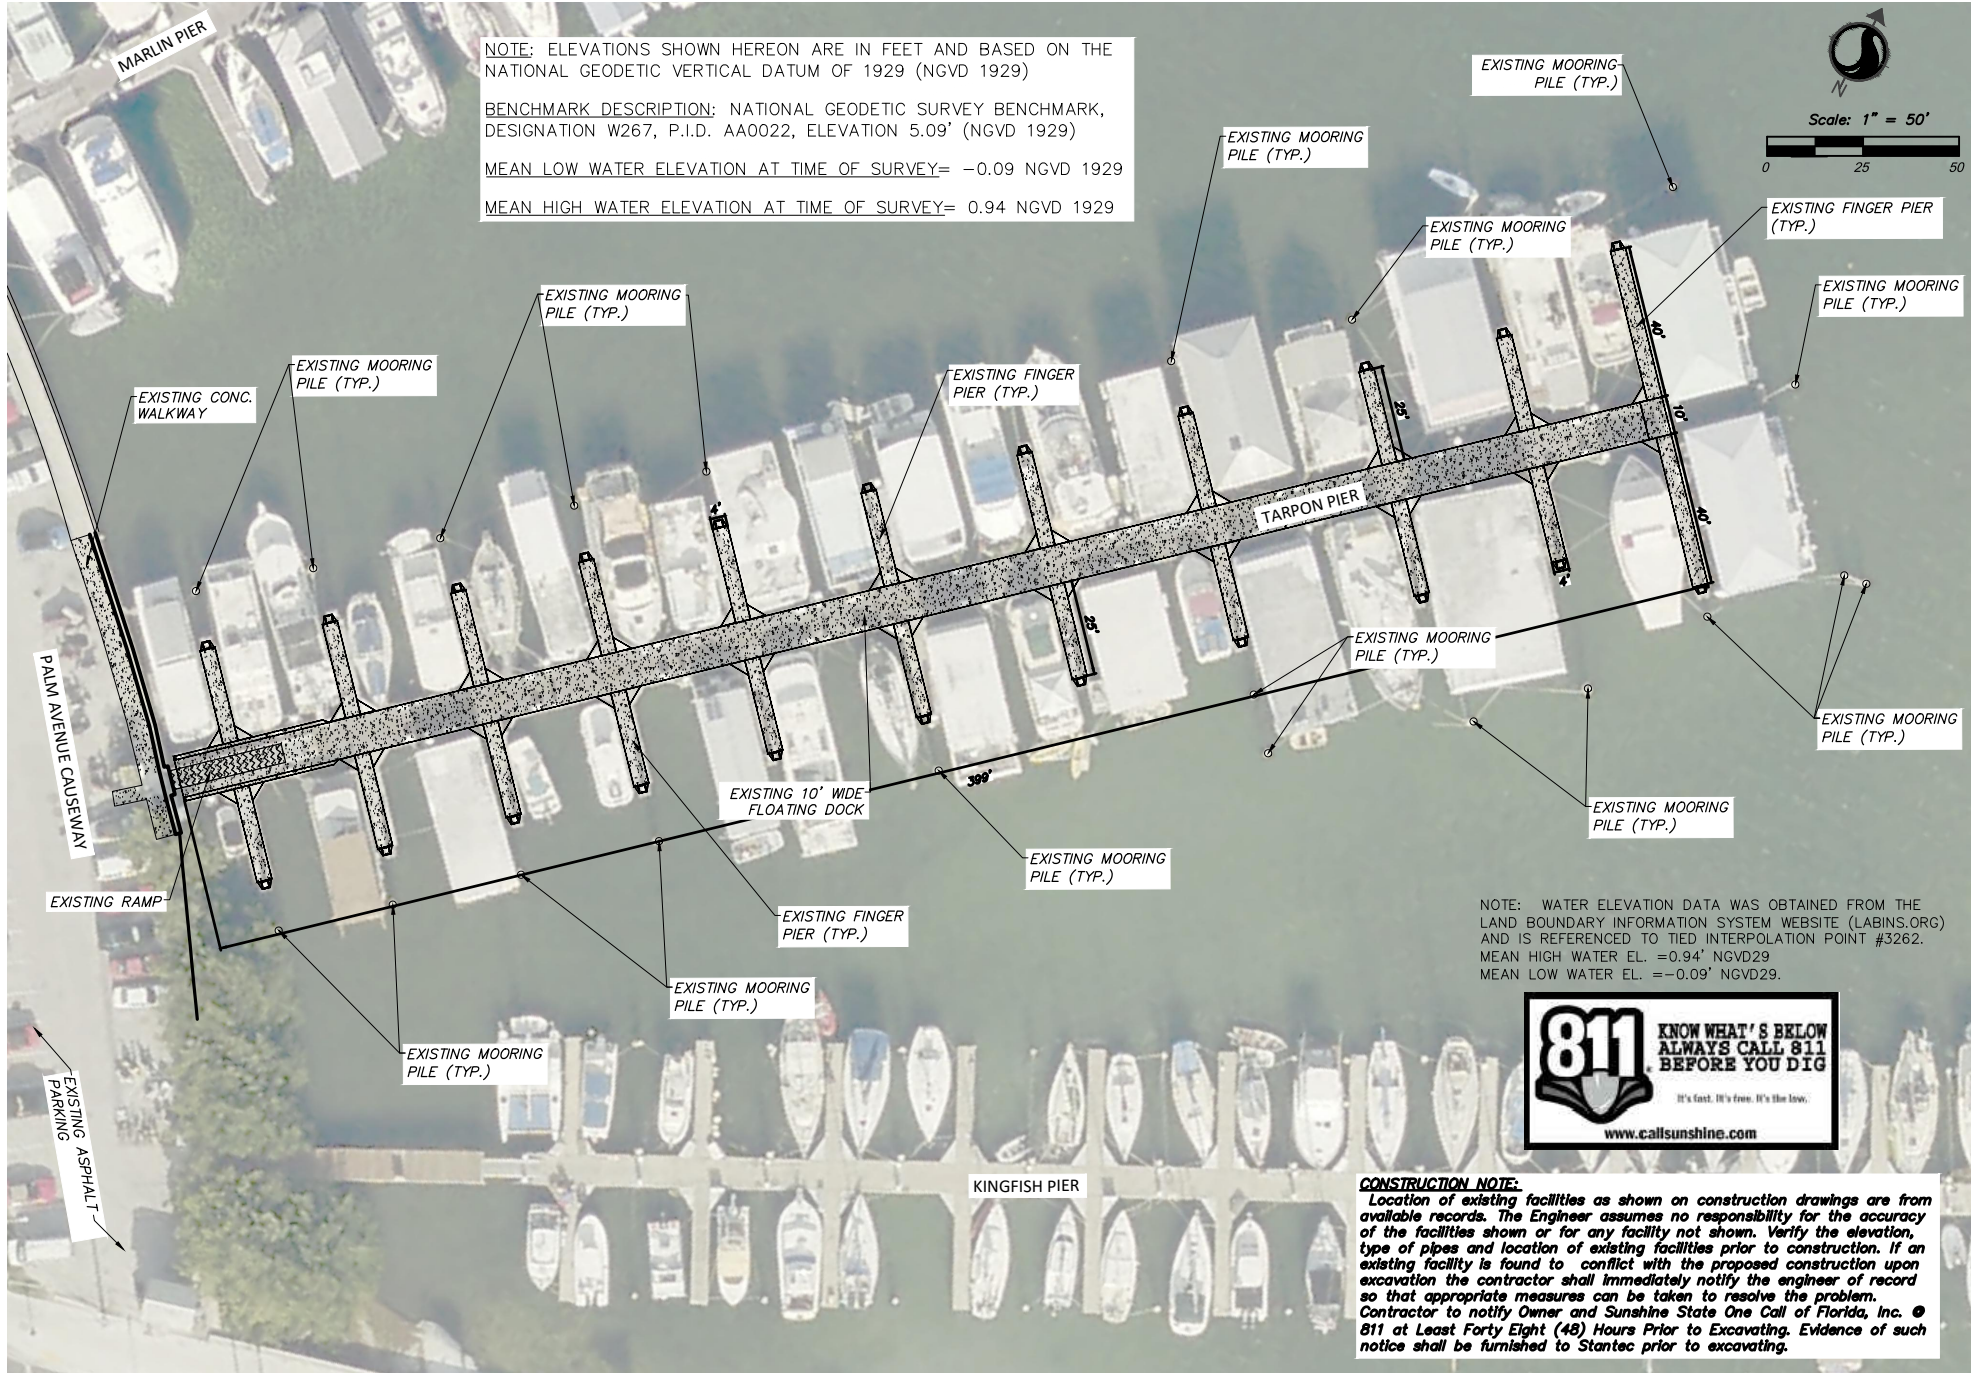 MARLIN PIER
NOTE: ELEVATIONS SHOWN HEREON ARE IN FEET AND BASED ON THE
NATIONAL GEODETIC VERTICAL DATUM OF 1929 (NGVD 1929)
BENCHMARK DESCRIPTION: NATIONAL GEODETIC SURVEY BENCHMARK,
DESIGNATION W267, P.I.D. AA0022, ELEVATION 5.09' (NGVD 1929)
MEAN LOW WATER ELEVATION AT TIME OF SURVEY= -0.09 NGVD 1929
MEAN HIGH WATER ELEVATION AT TIME OF SURVEY= 0.94 NGVD 1929
N
Scale: 1" = 50'
0 25 50
EXISTING MOORING
PILE (TYP.)
EXISTING MOORING
PILE (TYP.)
EXISTING MOORING
PILE (TYP.)
EXISTING FINGER PIER
(TYP.)
EXISTING MOORING
PILE (TYP.)
EXISTING MOORING
PILE (TYP.)
EXISTING MOORING
PILE (TYP.)
EXISTING CONC.
WALKWAY
EXISTING FINGER
PIER (TYP.)
40'
10'
25'
40'
4'
4'
25'
TARPON PIER
EXISTING MOORING
PILE (TYP.)
EXISTING MOORING
PILE (TYP.)
PALM AVENUE CAUSEWAY
399'
EXISTING 10' WIDE
FLOATING DOCK
EXISTING MOORING
PILE (TYP.)
EXISTING MOORING
PILE (TYP.)
EXISTING RAMP
EXISTING FINGER
PIER (TYP.)
EXISTING MOORING
PILE (TYP.)
EXISTING MOORING
PILE (TYP.)
EXISTING ASPHALT
PARKING
NOTE: WATER ELEVATION DATA WAS OBTAINED FROM THE
LAND BOUNDARY INFORMATION SYSTEM WEBSITE (LABINS.ORG)
AND IS REFERENCED TO TIED INTERPOLATION POINT #3262.
MEAN HIGH WATER EL. =0.94' NGVD29
MEAN LOW WATER EL. =-0.09' NGVD29.
811
KNOW WHAT'S BELOW
ALWAYS CALL 811
BEFORE YOU DIG
It's fast. It's free. It's the law.
www.callsunshine.com
KINGFISH PIER
CONSTRUCTION NOTE:
Location of existing facilities as shown on construction drawings are from
available records. The Engineer assumes no responsibility for the accuracy
of the facilities shown or for any facility not shown. Verify the elevation,
type of pipes and location of existing facilities prior to construction. If an
existing facility is found to conflict with the proposed construction upon
excavation the contractor shall immediately notify the engineer of record
so that appropriate measures can be taken to resolve the problem.
Contractor to notify Owner and Sunshine State One Call of Florida, Inc. @
811 at Least Forty Eight (48) Hours Prior to Excavating. Evidence of such
notice shall be furnished to Stantec prior to excavating.